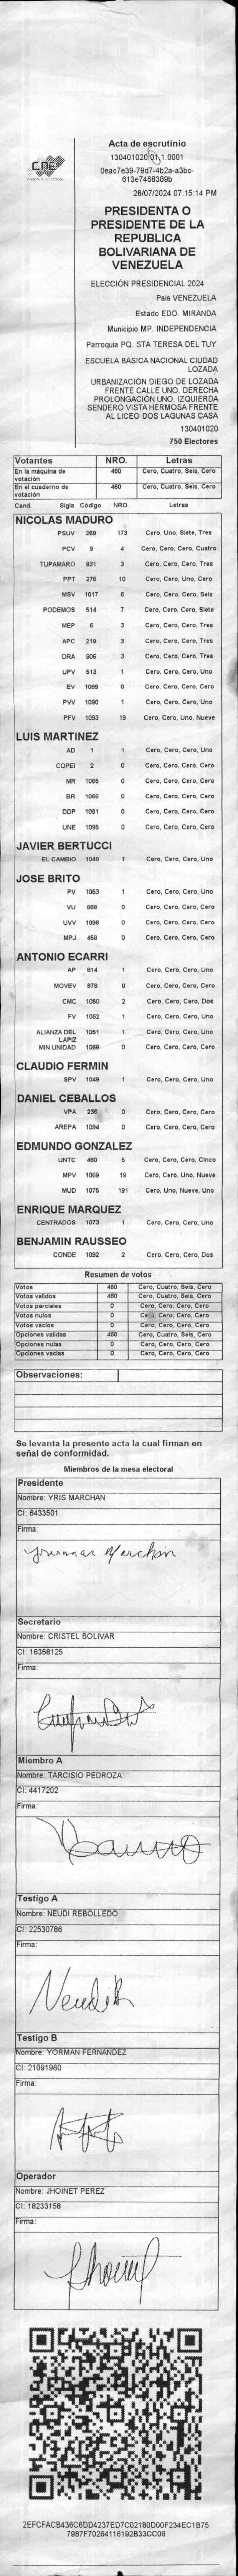 CNE
Acta de escrutinio
130401020.01.1.0001
0eac7e39-79d7-4b2a-a3bc-
613e7468389b
28/07/2024 07:15:14 PM
PRESIDENTA O
PRESIDENTE DE LA
REPUBLICA
BOLIVARIANA DE
VENEZUELA
ELECCIÓN PRESIDENCIAL 2024
País VENEZUELA
Estado EDO. MIRANDA
Municipio MP. INDEPENDENCIA
Parroquia PQ. STA TERESA DEL TUY
ESCUELA BASICA NACIONAL CIUDAD
LOZADA
URBANIZACION DIEGO DE LOZADA
FRENTE CALLE UNO. DERECHA
PROLONGACIÓN UNO. IZQUIERDA
SENDERO VISTA HERMOSA FRENTE
AL LICEO DOS LAGUNAS CASA
130401020
750 Electores
Votantes NRO. Letras
En la máquina de votación 460 Cero, Cuatro, Seis, Cero
En el cuaderno de votación 460 Cero, Cuatro, Seis, Cero
Cand. Sigla Código NRO. Letras
NICOLAS MADURO
PSUV 269 173 Cero, Uno, Siete, Tres
PCV 9 4 Cero, Cero, Cero, Cuatro
TUPAMARO 931 3 Cero, Cero, Cero, Tres
PPT 276 10 Cero, Cero, Uno, Cero
MSV 1017 6 Cero, Cero, Cero, Seis
PODEMOS 514 7 Cero, Cero, Cero, Siete
MEP 6 3 Cero, Cero, Cero, Tres
APC 219 3 Cero, Cero, Cero, Tres
ORA 906 3 Cero, Cero, Cero, Tres
UPV 513 1 Cero, Cero, Cero, Uno
EV 1089 0 Cero, Cero, Cero, Cero
PVV 1090 1 Cero, Cero, Cero, Uno
PFV 1093 19 Cero, Cero, Uno, Nueve
LUIS MARTINEZ
AD 1 1 Cero, Cero, Cero, Uno
COPEI 2 0 Cero, Cero, Cero, Cero
MR 1065 0 Cero, Cero, Cero, Cero
BR 1066 0 Cero, Cero, Cero, Cero
DDP 1091 0 Cero, Cero, Cero, Cero
UNE 1095 0 Cero, Cero, Cero, Cero
JAVIER BERTUCCI
EL CAMBIO 1048 1 Cero, Cero, Cero, Uno
JOSE BRITO
PV 1053 1 Cero, Cero, Cero, Uno
VU 868 0 Cero, Cero, Cero, Cero
UVV 1096 0 Cero, Cero, Cero, Cero
MPJ 458 0 Cero, Cero, Cero, Cero
ANTONIO ECARRI
AP 814 1 Cero, Cero, Cero, Uno
MOVEV 878 0 Cero, Cero, Cero, Cero
CMC 1050 2 Cero, Cero, Cero, Dos
FV 1062 1 Cero, Cero, Cero, Uno
ALIANZA DEL LAPIZ 1061 1 Cero, Cero, Cero, Uno
MIN UNIDAD 1068 0 Cero, Cero, Cero, Cero
CLAUDIO FERMIN
SPV 1049 1 Cero, Cero, Cero, Uno
DANIEL CEBALLOS
VPA 236 0 Cero, Cero, Cero, Cero
AREPA 1094 0 Cero, Cero, Cero, Cero
EDMUNDO GONZALEZ
UNTC 460 5 Cero, Cero, Cero, Cinco
MPV 1069 19 Cero, Cero, Uno, Nueve
MUD 1075 191 Cero, Uno, Nueve, Uno
ENRIQUE MARQUEZ
CENTRADOS 1073 1 Cero, Cero, Cero, Uno
BENJAMIN RAUSSEO
CONDE 1092 2 Cero, Cero, Cero, Dos
Resumen de votos
Votos 460 Cero, Cuatro, Seis, Cero
Votos validos 460 Cero, Cuatro, Seis, Cero
Votos parciales 0 Cero, Cero, Cero, Cero
Votos nulos 0 Cero, Cero, Cero, Cero
Votos vacios 0 Cero, Cero, Cero, Cero
Opciones validas 460 Cero, Cuatro, Seis, Cero
Opciones nulas 0 Cero, Cero, Cero, Cero
Opciones vacias 0 Cero, Cero, Cero, Cero
Observaciones:
Se levanta la presente acta la cual firman en
señal de conformidad.
Miembros de la mesa electoral
Presidente
Nombre: YRIS MARCHAN
CI: 6433501
Firma:
Secretario
Nombre: CRISTEL BOLIVAR
CI: 16358125
Firma:
Miembro A
Nombre: TARCISIO PEDROZA
CI: 4417202
Firma:
Testigo A
Nombre: NEUDI REBOLLEDO
CI: 22530786
Firma:
Testigo B
Nombre: YORMAN FERNANDEZ
CI: 21091960
Firma:
Operador
Nombre: JHOINET PEREZ
CI: 18233158
Firma:
2EFCFACB436C6DD4237ED7C02180D00F234EC1B75
7987F70264116192B33CC06